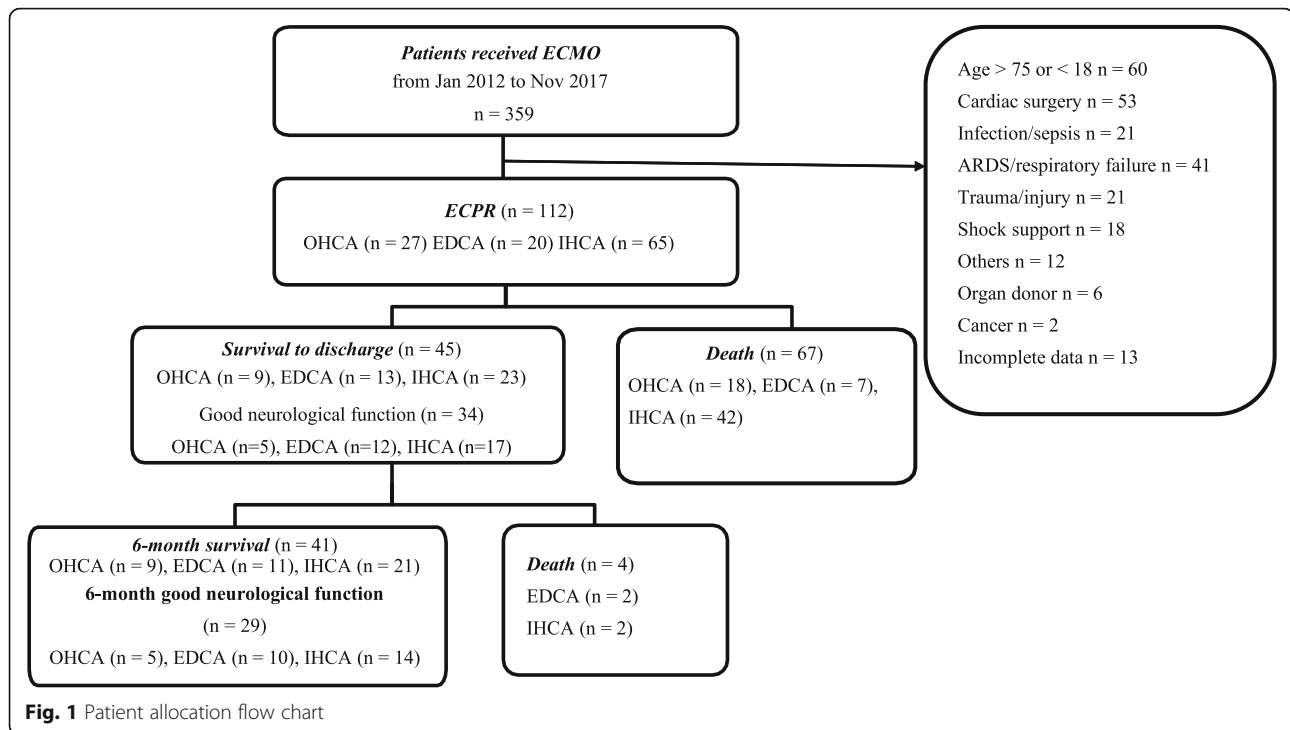 Patients received ECMO
from Jan 2012 to Nov 2017
n = 359
Age > 75 or < 18 n = 60
Cardiac surgery = 53
Infection/sepsis n = 21
ARDS/respiratory failure n = 41
Trauma/injury n = 21
Shock support n = 18
Others n = 12
Organ donor n = 6
Cancer n = 2
Incomplete data n = 13
ECPR (n = 112)
OHCA (n = 27) EDCA (n = 20) IHCA (n = 65)
Survival to discharge (n = 45)
OHCA (n = 9), EDCA (n = 13), IHCA (n = 23)
Good neurological function (n = 34)
OHCA (n=5), EDCA (n=12), IHCA (n=17)
Death (n = 67)
OHCA (n = 18), EDCA (n = 7),
IHCA (n = 42)
6-month survival (n = 41)
OHCA (n = 9), EDCA (n = 11), IHCA (n = 21)
6-month good neurological function
(n = 29)
OHCA (n = 5), EDCA (n = 10), IHCA (n = 14)
Death (n = 4)
EDCA (n = 2)
IHCA (n = 2)
Fig. 1 Patient allocation flow chart